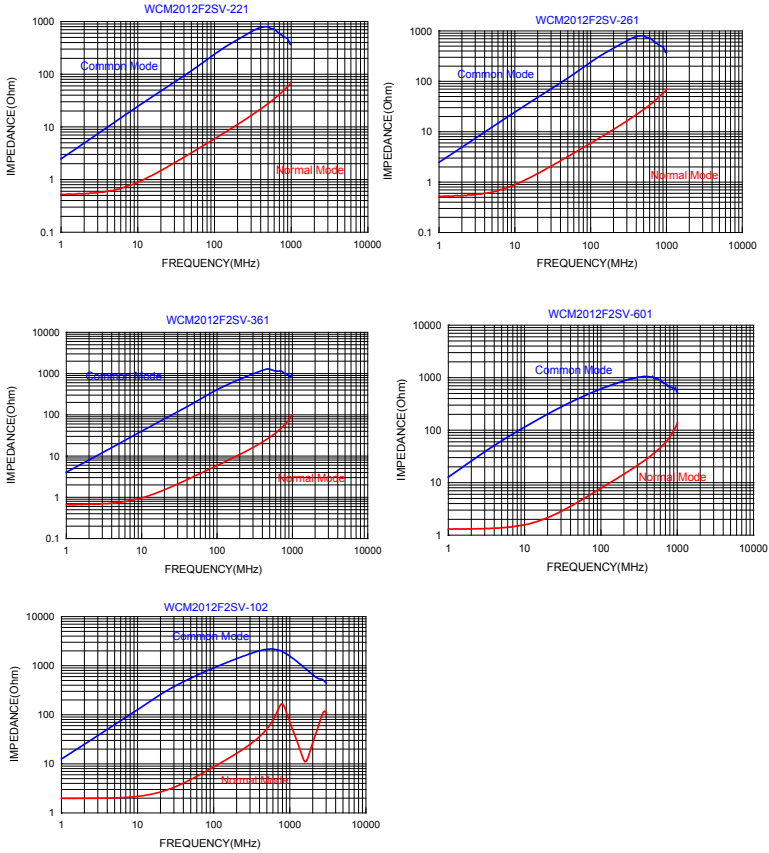 WCM2012F2SV-221
1000
100
10
1
0.1
IMPEDANCE(Ohm)
Common Mode
Normal Mode
1 10 100 1000 10000
FREQUENCY(MHz)
WCM2012F2SV-261
1000
100
10
1
0.1
IMPEDANCE(Ohm)
Common Mode
Normal Mode
1 10 100 1000 10000
FREQUENCY(MHz)
WCM2012F2SV-361
10000
1000
100
10
1
0.1
IMPEDANCE(Ohm)
Common Mode
Normal Mode
1 10 100 1000 10000
FREQUENCY(MHz)
WCM2012F2SV-601
10000
1000
100
10
1
IMPEDANCE(Ohm)
Common Mode
Normal Mode
1 10 100 1000 10000
FREQUENCY(MHz)
WCM2012F2SV-102
10000
1000
100
10
1
IMPEDANCE(Ohm)
Common Mode
Normal Mode
1 10 100 1000 10000
FREQUENCY(MHz)